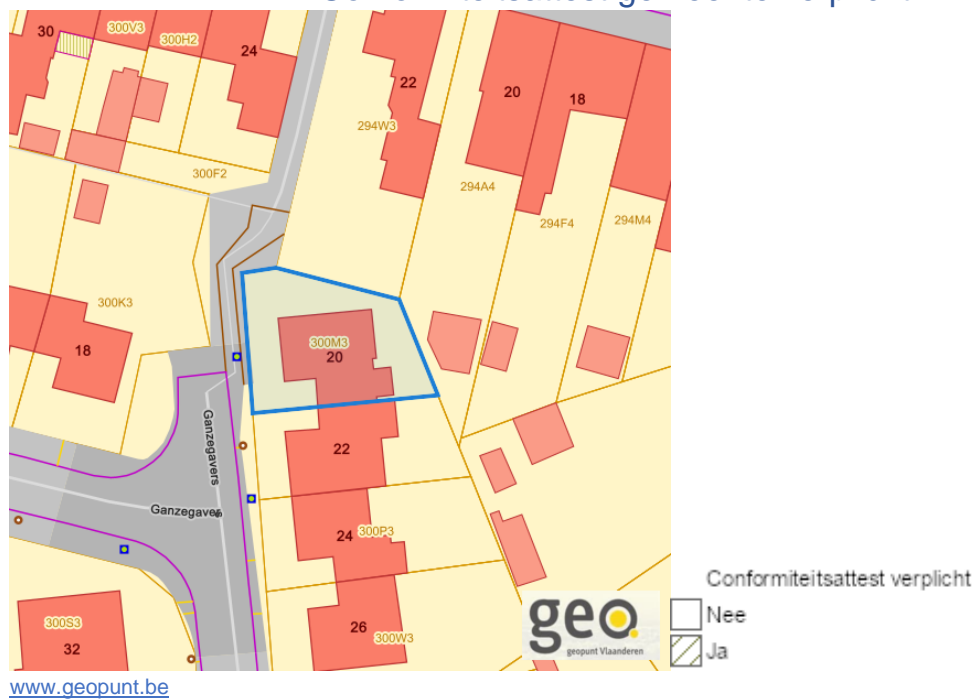 30
300V3
300H2
24
22
20
18
294W3
300F2
294A4
294F4
294M4
300K3
300M3
20
18
Ganzegavers
22
Ganzegavers
24
300P3
300S3
32
26
300W3
geo
geopunt Vlaanderen
Conformiteitsattest verplicht
Nee
Ja
www.geopunt.be